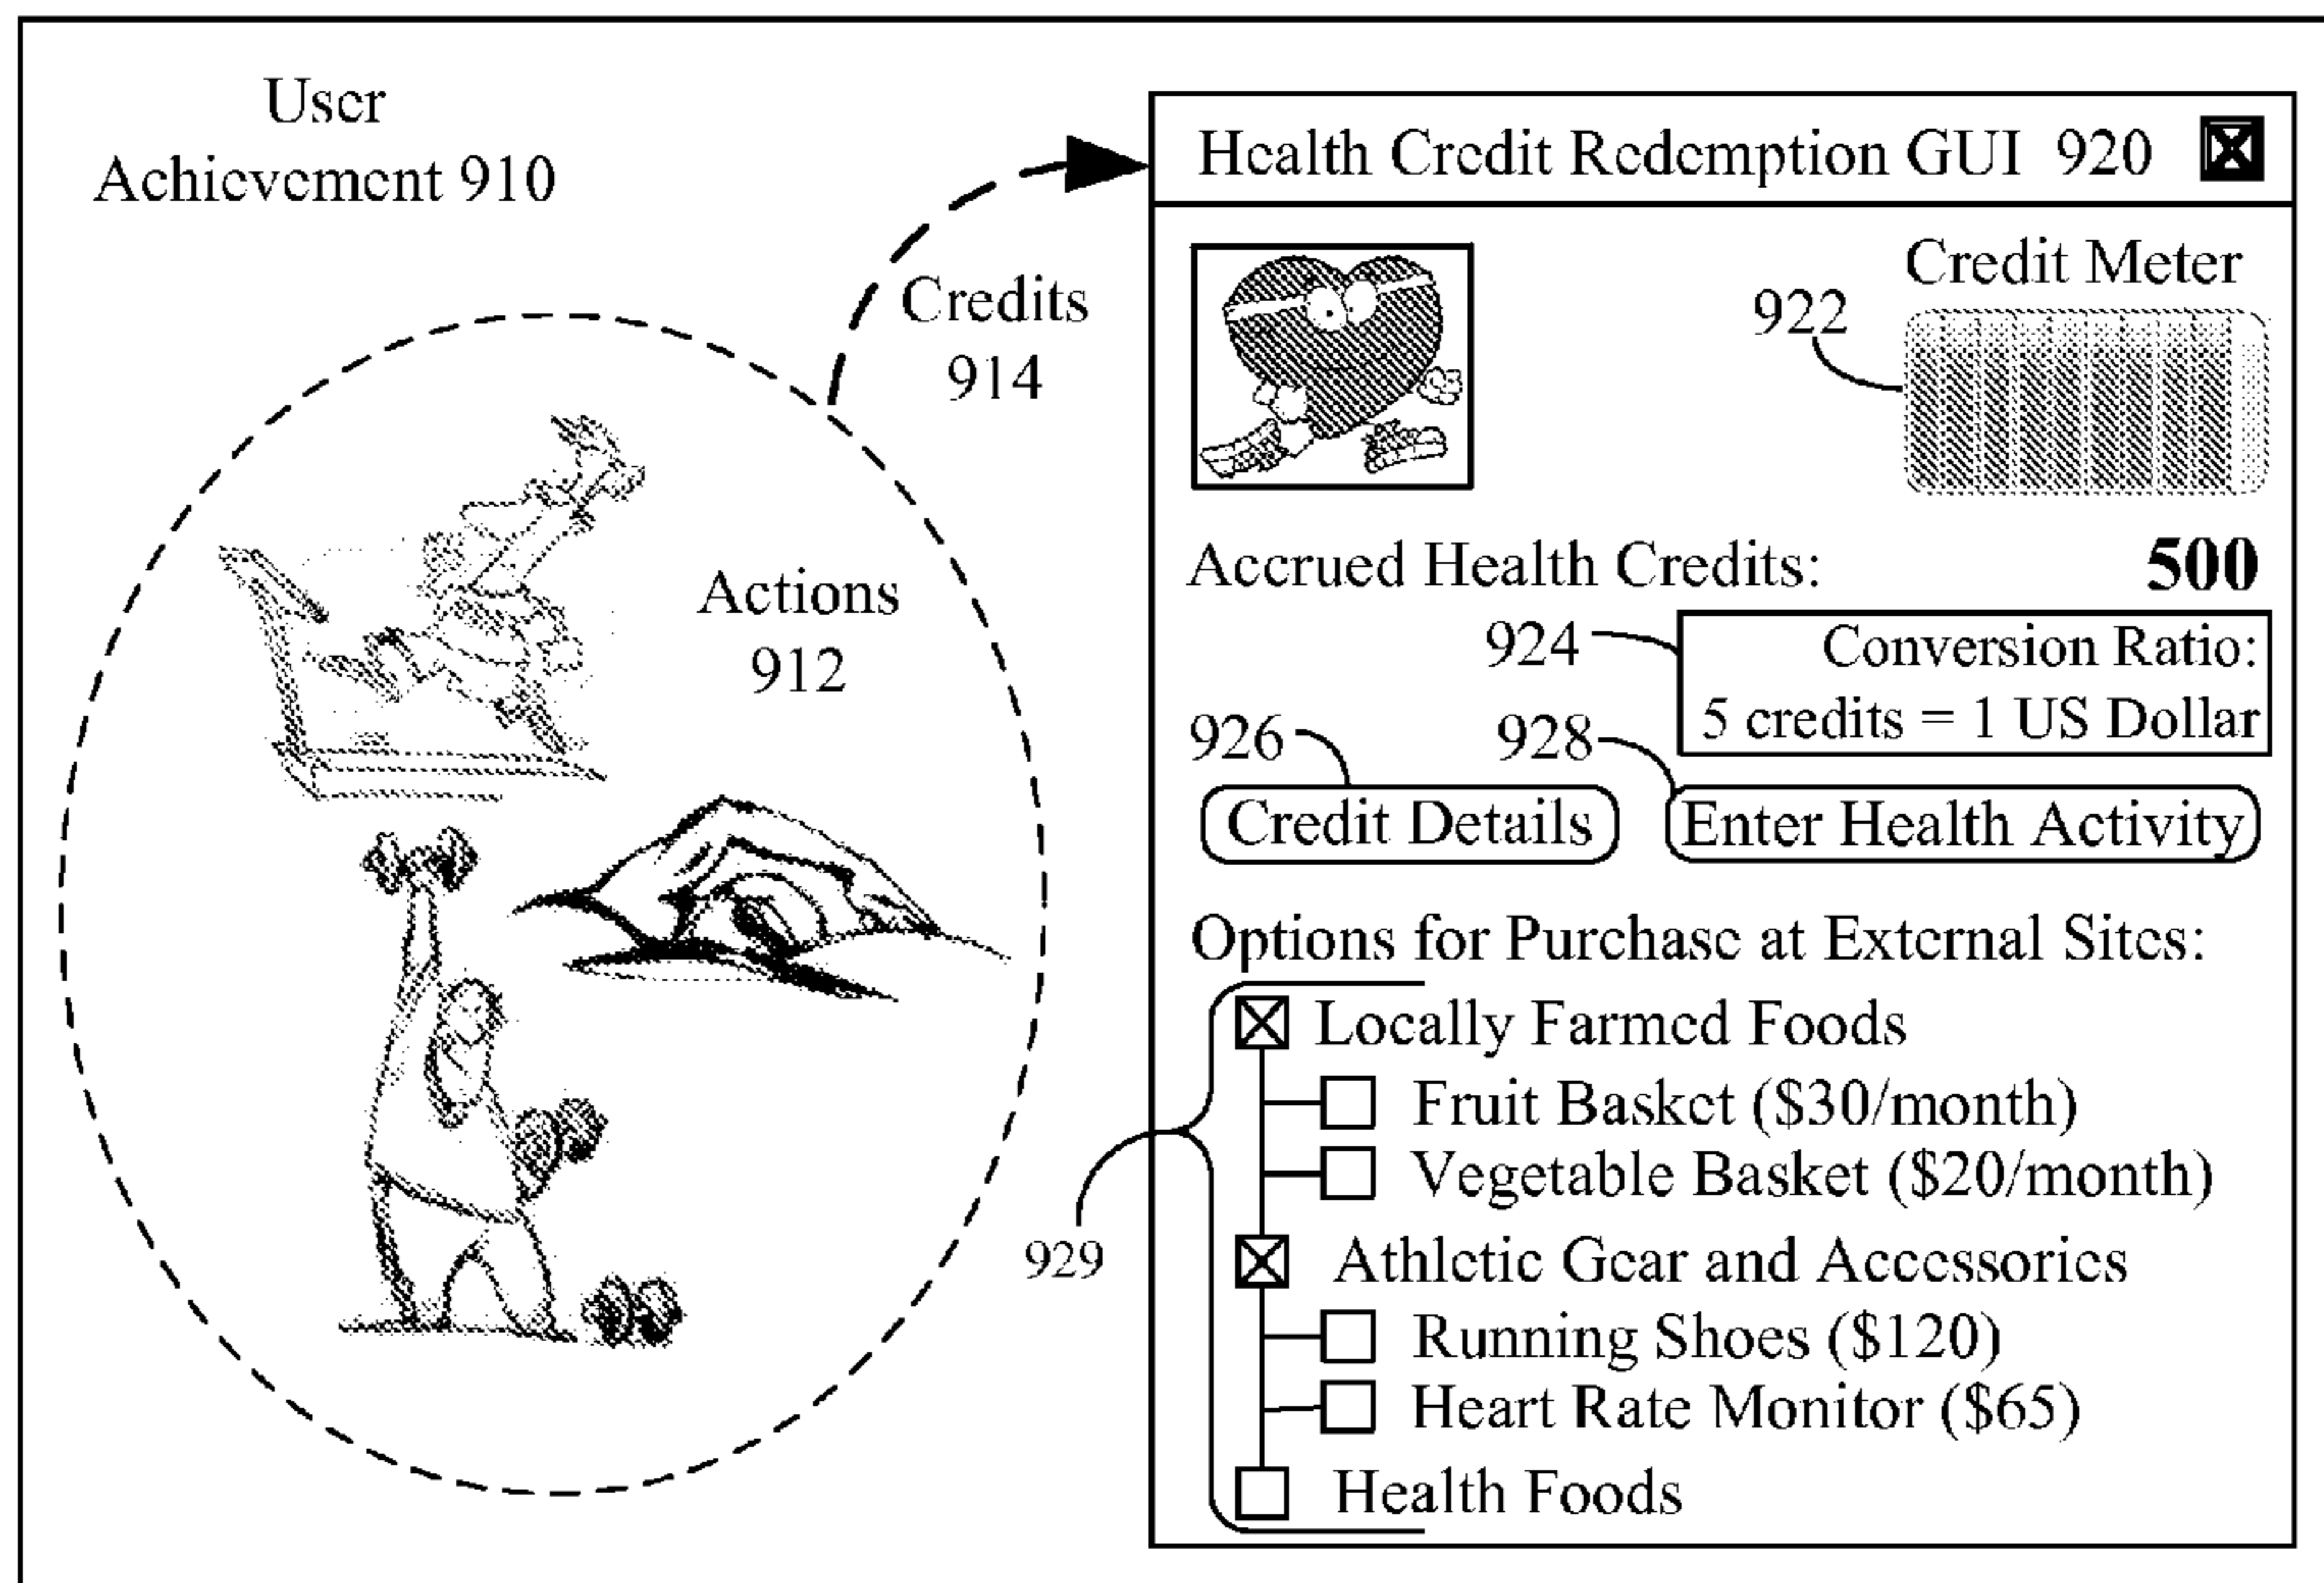 User
Achievement 910
Credits
914
Actions
912
Health Credit Redemption GUI 920
Credit Meter
922
Accrued Health Credits: 500
924
Conversion Ratio:
5 credits = 1 US Dollar
926
928
Credit Details
Enter Health Activity
Options for Purchase at External Sites:
929
Locally Farmed Foods
Fruit Basket ($30/month)
Vegetable Basket ($20/month)
Athletic Gear and Accessories
Running Shoes ($120)
Heart Rate Monitor ($65)
Health Foods